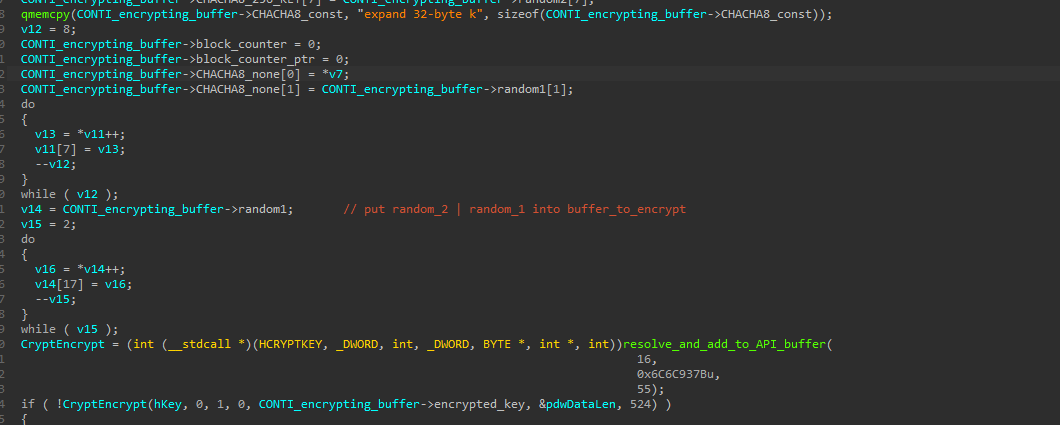 qmemcpy(CONTI_encrypting_buffer->CHACHA8_const, "expand 32-byte k", sizeof(CONTI_encrypting_buffer->CHACHA8_const));
v12 = 8;
CONTI_encrypting_buffer->block_counter = 0;
CONTI_encrypting_buffer->block_counter_ptr = 0;
CONTI_encrypting_buffer->CHACHA8_none[0] = *v7;
CONTI_encrypting_buffer->CHACHA8_none[1] = CONTI_encrypting_buffer->random1[1];
do
{
v13 = *v11++;
v11[7] = v13;
--v12;
}
while ( v12 );
v14 = CONTI_encrypting_buffer->random1; // put random_2 | random_1 into buffer_to_encrypt
v15 = 2;
do
{
v16 = *v14++;
v14[17] = v16;
--v15;
}
while ( v15 );
CryptEncrypt = (int (__stdcall *)(HCRYPTKEY, _DWORD, int, _DWORD, BYTE *, int *, int))resolve_and_add_to_API_buffer(
16,
0x6C6C937Bu,
55);
if ( !CryptEncrypt(hKey, 0, 1, 0, CONTI_encrypting_buffer->encrypted_key, &pdwDataLen, 524) )
{